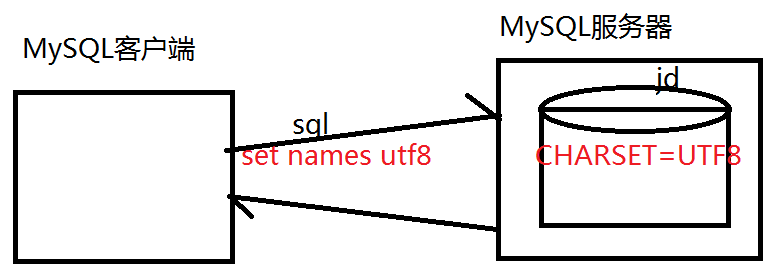 MySQL客户端
MySQL服务器
jd
sql
set names utf8
CHARSET=UTF8